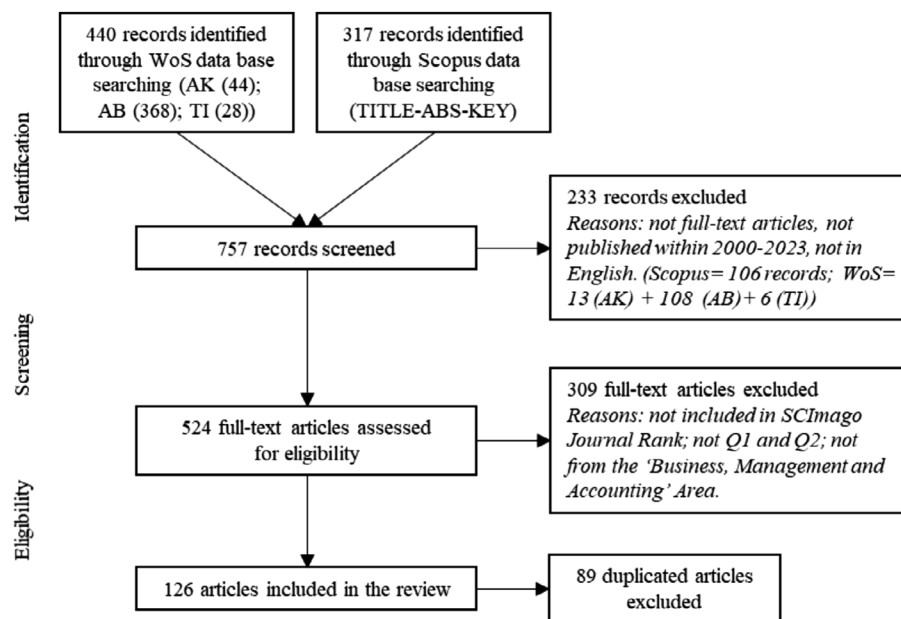 440 records identified
through WoS data base
searching (AK (44);
AB (368); TI (28))
317 records identified
through Scopus data
base searching
(TITLE-ABS-KEY)
Identification
757 records screened
233 records excluded
Reasons: not full-text articles, not
published within 2000-2023, not in
English. (Scopus= 106 records; WoS=
13 (AK) + 108 (AB)+ 6 (TI))
Screening
524 full-text articles assessed
for eligibility
309 full-text articles excluded
Reasons: not included in SCImago
Journal Rank; not Q1 and Q2; not
from the ‘Business, Management and
Accounting’ Area.
Eligibility
126 articles included in the review
89 duplicated articles
excluded